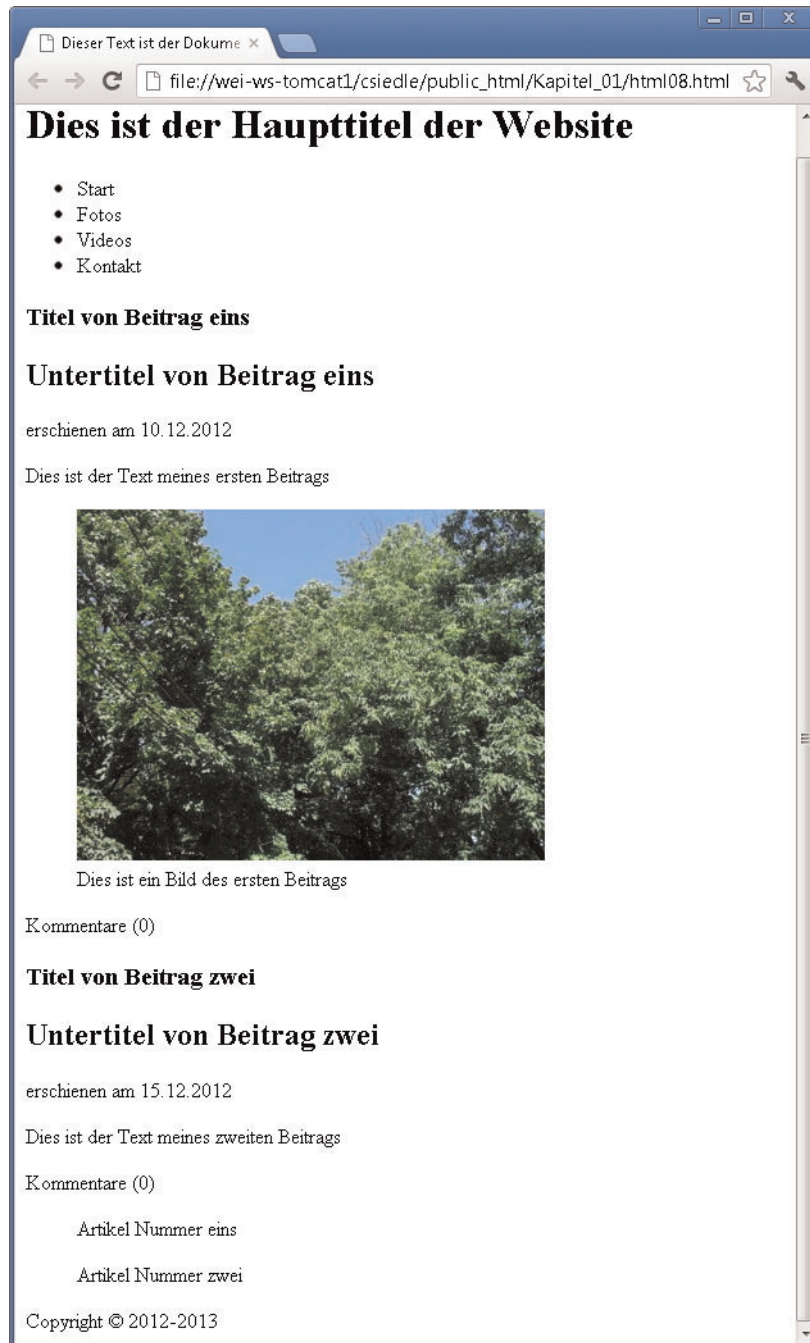 Dieser Text ist der Dokume
file://wei-ws-tomcat1/csiedle/public_html/Kapitel_01/html08.html
Dies ist der Haupttitel der Website
Start
Fotos
Videos
Kontakt
Titel von Beitrag eins
Untertitel von Beitrag eins
erschienen am 10.12.2012
Dies ist der Text meines ersten Beitrags
Dies ist ein Bild des ersten Beitrags
Kommentare (0)
Titel von Beitrag zwei
Untertitel von Beitrag zwei
erschienen am 15.12.2012
Dies ist der Text meines zweiten Beitrags
Kommentare (0)
Artikel Nummer eins
Artikel Nummer zwei
Copyright © 2012-2013